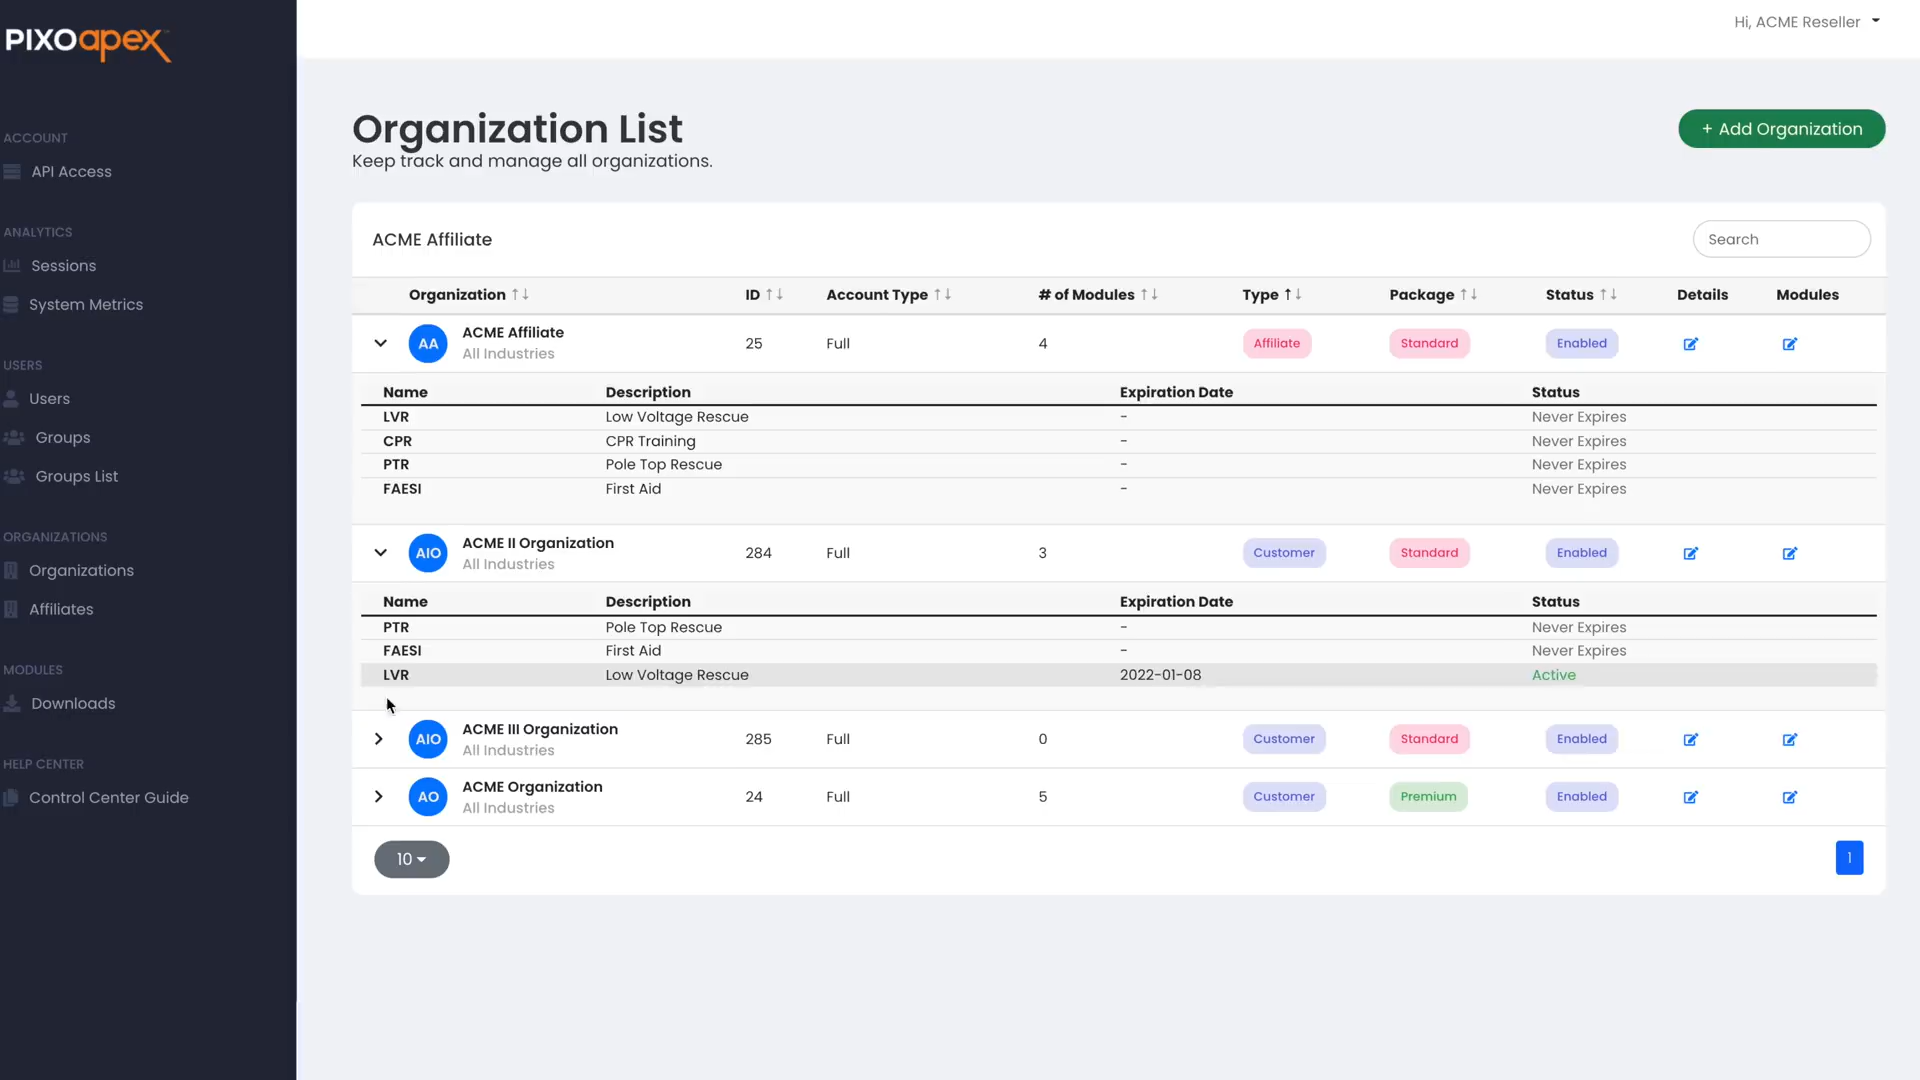 PIXOapex
Hi, ACME Reseller
ACCOUNT
API Access
ANALYTICS
Sessions
System Metrics
USERS
Users
Groups
Groups List
ORGANIZATIONS
Organizations
Affiliates
MODULES
Downloads
HELP CENTER
Control Center Guide
Organization List
Keep track and manage all organizations.
+ Add Organization
ACME Affiliate
Search
Organization ↑↓ ID ↑↓ Account Type ↑↓ # of Modules ↑↓ Type ↑↓ Package ↑↓ Status ↑↓ Details Modules
AA ACME Affiliate 25 Full 4 Affiliate Standard Enabled
All Industries
Name Description Expiration Date Status
LVR Low Voltage Rescue - Never Expires
CPR CPR Training - Never Expires
PTR Pole Top Rescue - Never Expires
FAESI First Aid - Never Expires
AIO ACME II Organization 284 Full 3 Customer Standard Enabled
All Industries
Name Description Expiration Date Status
PTR Pole Top Rescue - Never Expires
FAESI First Aid - Never Expires
LVR Low Voltage Rescue 2022-01-08 Active
AIO ACME III Organization 285 Full 0 Customer Standard Enabled
All Industries
AO ACME Organization 24 Full 5 Customer Premium Enabled
All Industries
10
1